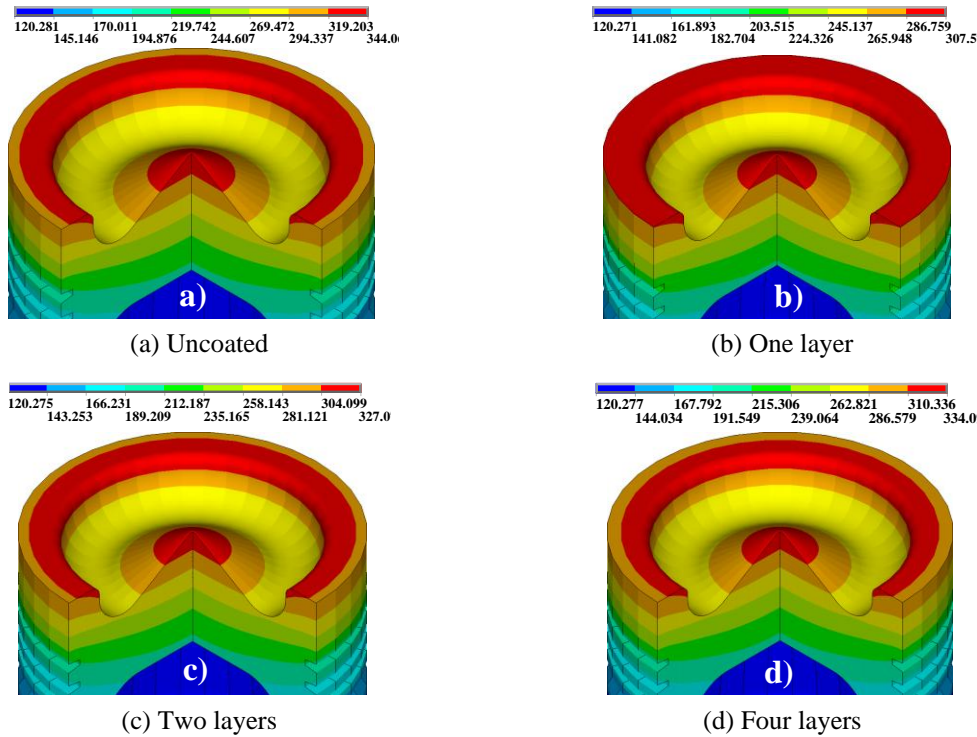 120.281 170.011 219.742 269.472 319.203
145.146 194.876 244.607 294.337 344.0
a)
(a) Uncoated
120.271 161.893 203.515 245.137 286.759
141.082 182.704 224.326 265.948 307.5
b)
(b) One layer
120.275 166.231 212.187 258.143 304.099
143.253 189.209 235.165 281.121 327.0
c)
(c) Two layers
120.277 167.792 215.306 262.821 310.336
144.034 191.549 239.064 286.579 334.0
d)
(d) Four layers